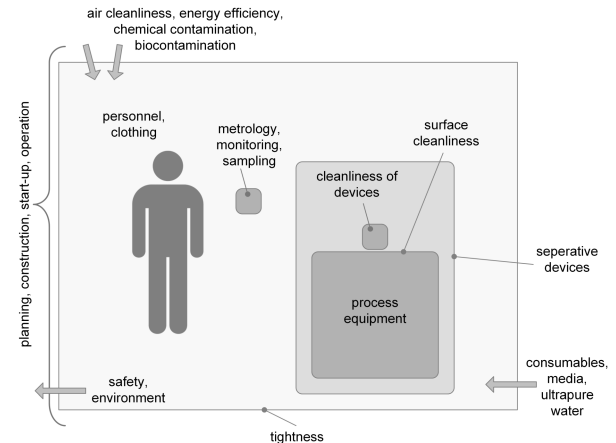 air cleanliness, energy efficiency,
chemical contamination,
biocontamination
planning, construction, start-up, operation
personnel,
clothing
metrology,
monitoring,
sampling
surface
cleanliness
cleanliness of
devices
seperative
devices
process
equipment
safety,
environment
consumables,
media,
ultrapure
water
tightness